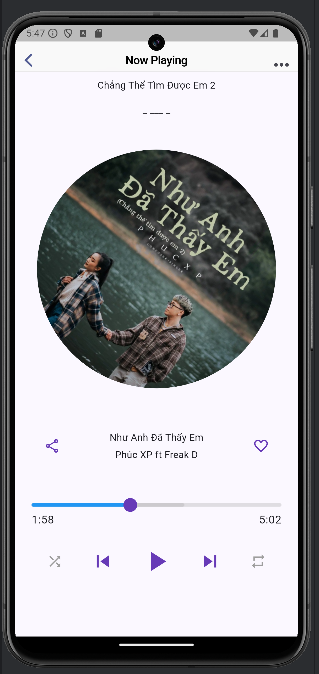 5:47
Now Playing
Chẳng Thể Tìm Được Em 2
Như Anh
Đã Thấy Em
(Chẳng thể tìm được em 2)
P H U C X P
Như Anh Đã Thấy Em
Phúc XP ft Freak D
1:58
5:02